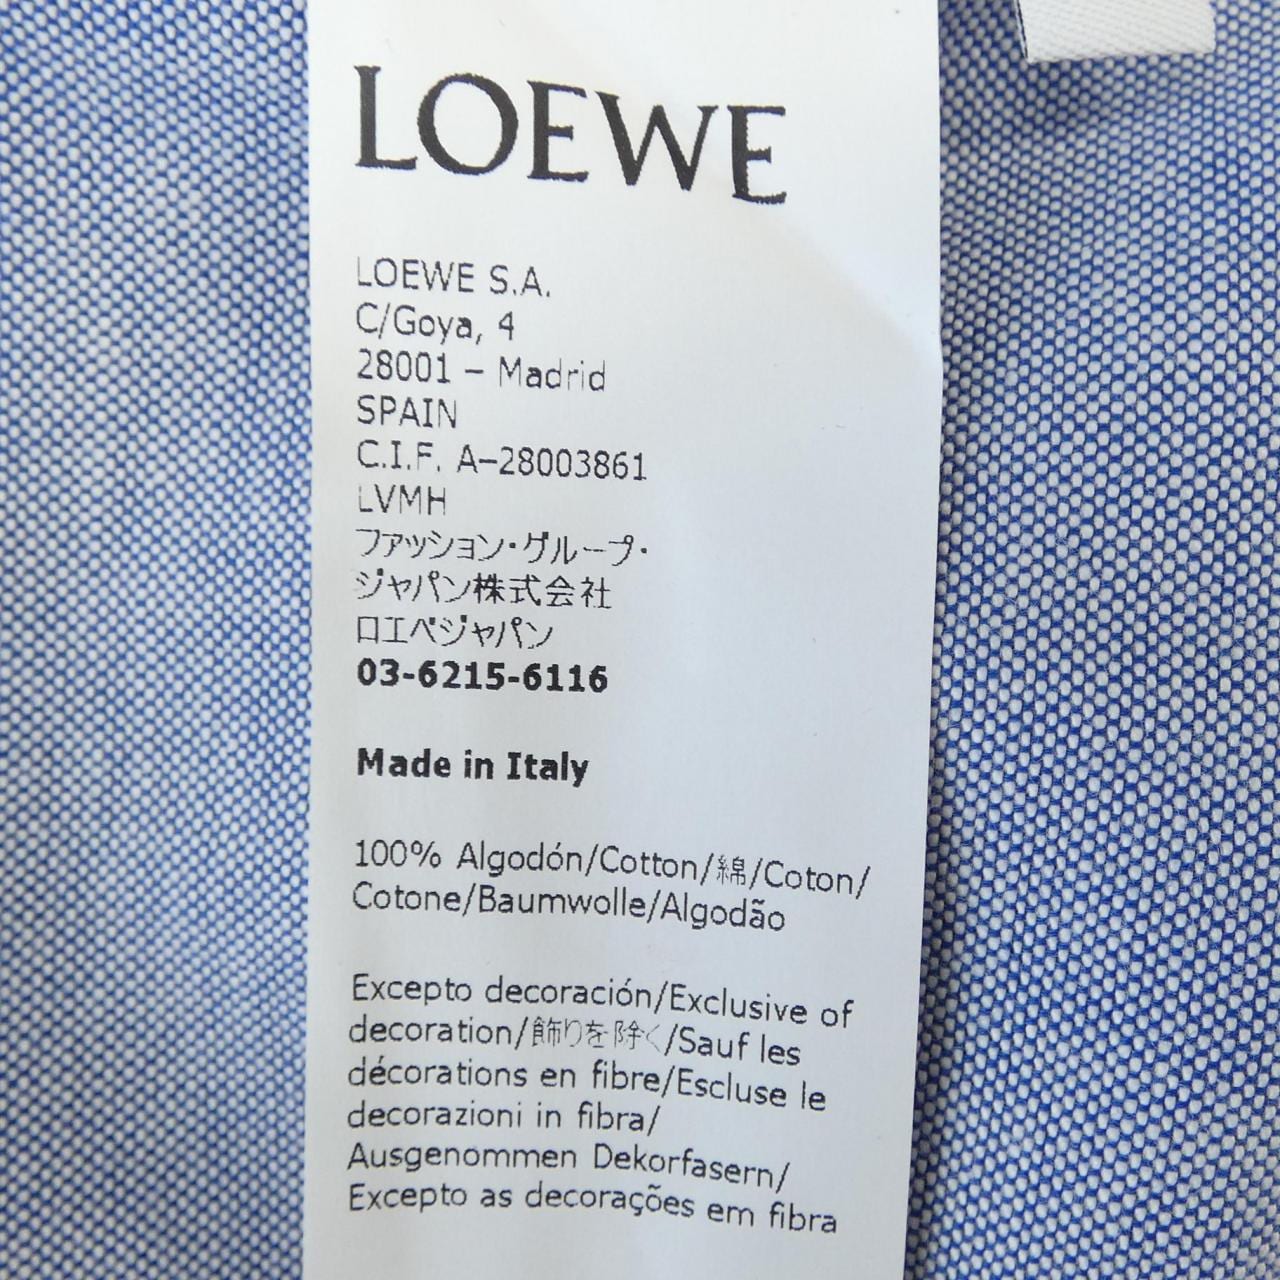 LOEWE
LOEWE S.A.
C/Goya, 4
28001 – Madrid
SPAIN
C.I.F. A–28003861
LVMH
ファッション・グループ・
ジャパン株式会社
ロエベジャパン
03-6215-6116
Made in Italy
100% Algodón/Cotton/綿/Coton/
Cotone/Baumwolle/Algodão
Excepto decoración/Exclusive of
decoration/飾りを除く/Sauf les
décorations en fibre/Escluse le
decorazioni in fibra/
Ausgenommen Dekorfasern/
Excepto as decorações em fibra